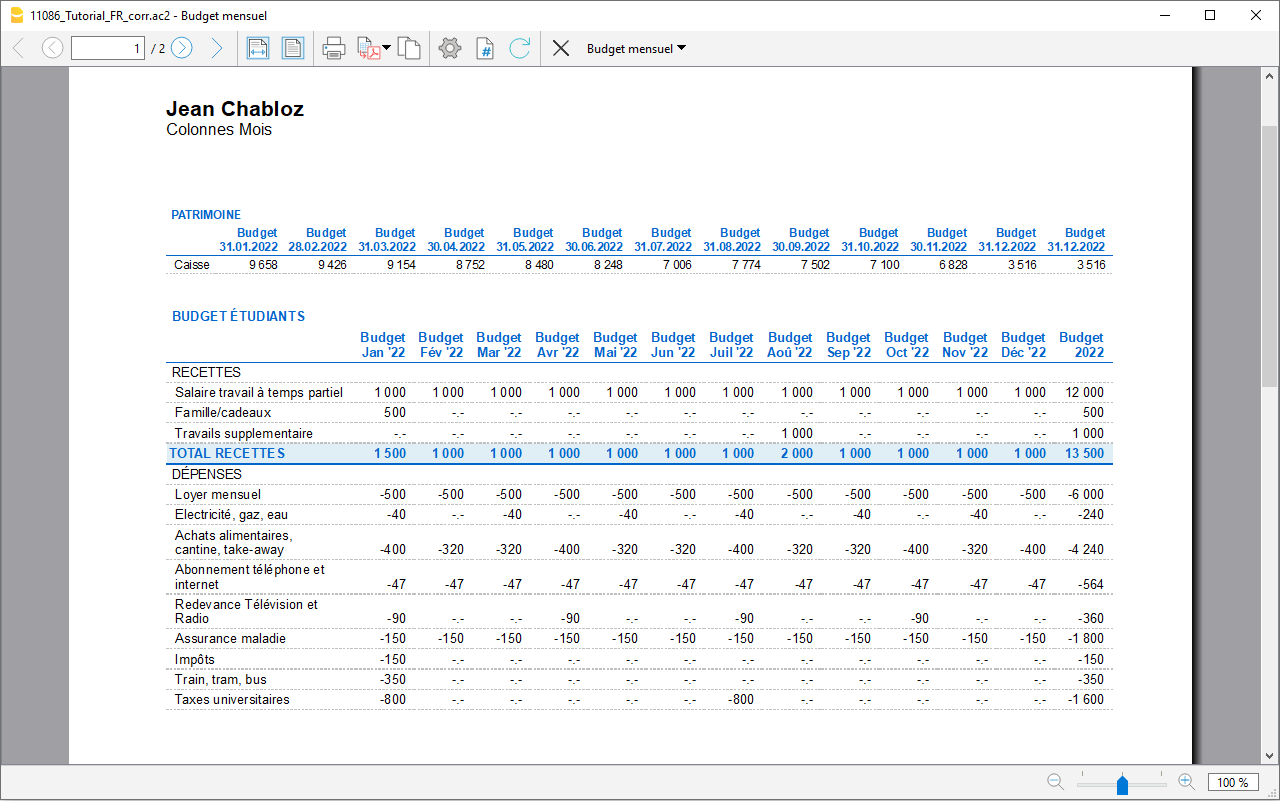 11086_Tutorial_FR_corr.ac2 - Budget mensuel
1 / 2 Budget mensuel
Jean Chabloz
Colonnes Mois
PATRIMOINE
Budget Budget Budget Budget Budget Budget Budget Budget Budget Budget Budget Budget Budget
31.01.2022 28.02.2022 31.03.2022 30.04.2022 31.05.2022 30.06.2022 31.07.2022 31.08.2022 30.09.2022 31.10.2022 30.11.2022 31.12.2022 31.12.2022
Caisse 9 658 9 426 9 154 8 752 8 480 8 248 7 006 7 774 7 502 7 100 6 828 3 516 3 516
BUDGET ÉTUDIANTS
Budget Budget Budget Budget Budget Budget Budget Budget Budget Budget Budget Budget Budget
Jan '22 Fév '22 Mar '22 Avr '22 Mai '22 Jun '22 Juil '22 Aoû '22 Sep '22 Oct '22 Nov '22 Déc '22 2022
RECETTES
Salaire travail à temps partiel 1 000 1 000 1 000 1 000 1 000 1 000 1 000 1 000 1 000 1 000 1 000 1 000 12 000
Famille/cadeaux 500 -.- -.- -.- -.- -.- -.- -.- -.- -.- -.- -.- 500
Travails supplementaire -.- -.- -.- -.- -.- -.- -.- 1 000 -.- -.- -.- -.- 1 000
TOTAL RECETTES 1 500 1 000 1 000 1 000 1 000 1 000 1 000 2 000 1 000 1 000 1 000 1 000 13 500
DÉPENSES
Loyer mensuel -500 -500 -500 -500 -500 -500 -500 -500 -500 -500 -500 -500 -6 000
Electricité, gaz, eau -40 -.- -40 -.- -40 -.- -40 -.- -40 -.- -40 -.- -240
Achats alimentaires,
cantine, take-away -400 -320 -320 -400 -320 -320 -400 -320 -320 -400 -320 -400 -4 240
Abonnement téléphone et
internet -47 -47 -47 -47 -47 -47 -47 -47 -47 -47 -47 -47 -564
Redevance Télévision et
Radio -90 -.- -.- -90 -.- -.- -90 -.- -.- -90 -.- -.- -360
Assurance maladie -150 -150 -150 -150 -150 -150 -150 -150 -150 -150 -150 -150 -1 800
Impôts -150 -.- -.- -.- -.- -.- -.- -.- -.- -.- -.- -.- -150
Train, tram, bus -350 -.- -.- -.- -.- -.- -.- -.- -.- -.- -.- -.- -350
Taxes universitaires -800 -.- -.- -.- -.- -.- -800 -.- -.- -.- -.- -.- -1 600
100 %